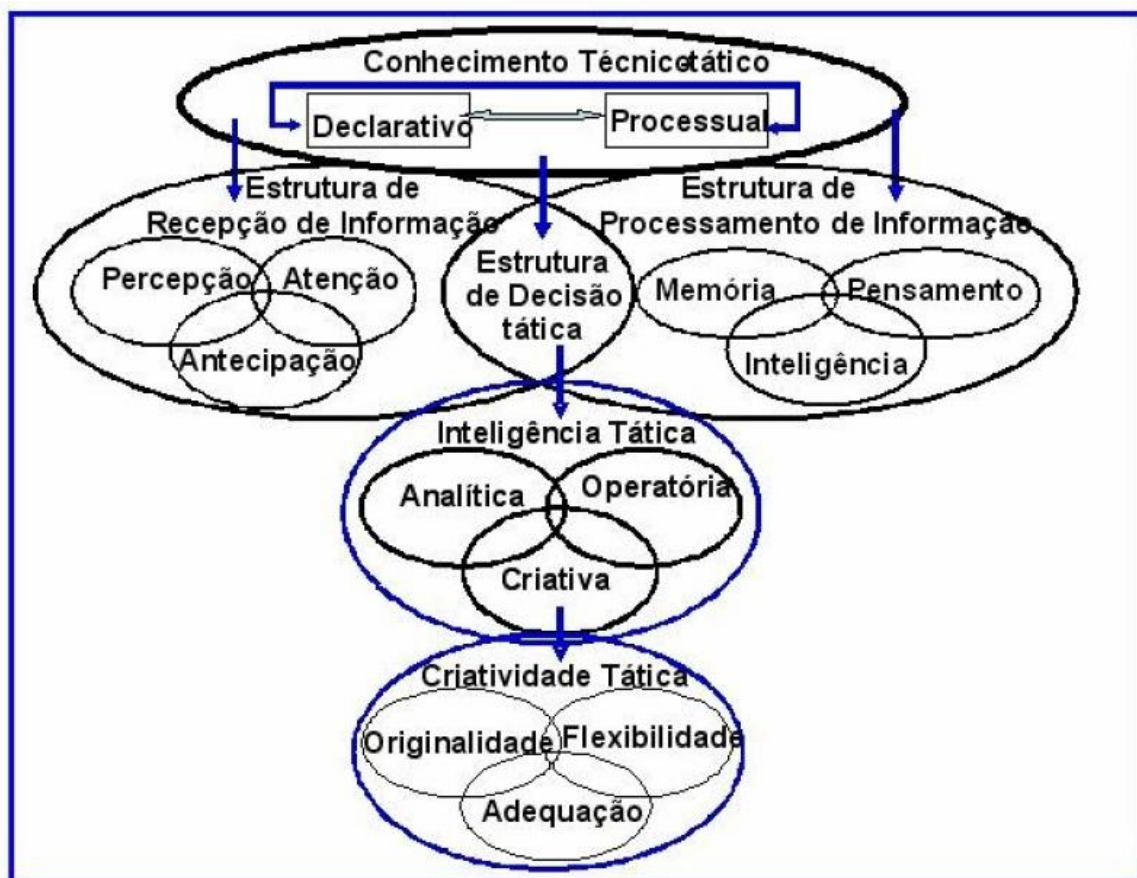 Conhecimento Técnicotático
Declarativo
Processual
Estrutura de
Recepção de Informação
Percepção
Atenção
Antecipação
Estrutura
de Decisão
tática
Estrutura de
Processamento de Informação
Memória
Pensamento
Inteligência
Inteligência Tática
Analítica
Operatória
Criativa
Criatividade Tática
Originalidade
Flexibilidade
Adequação